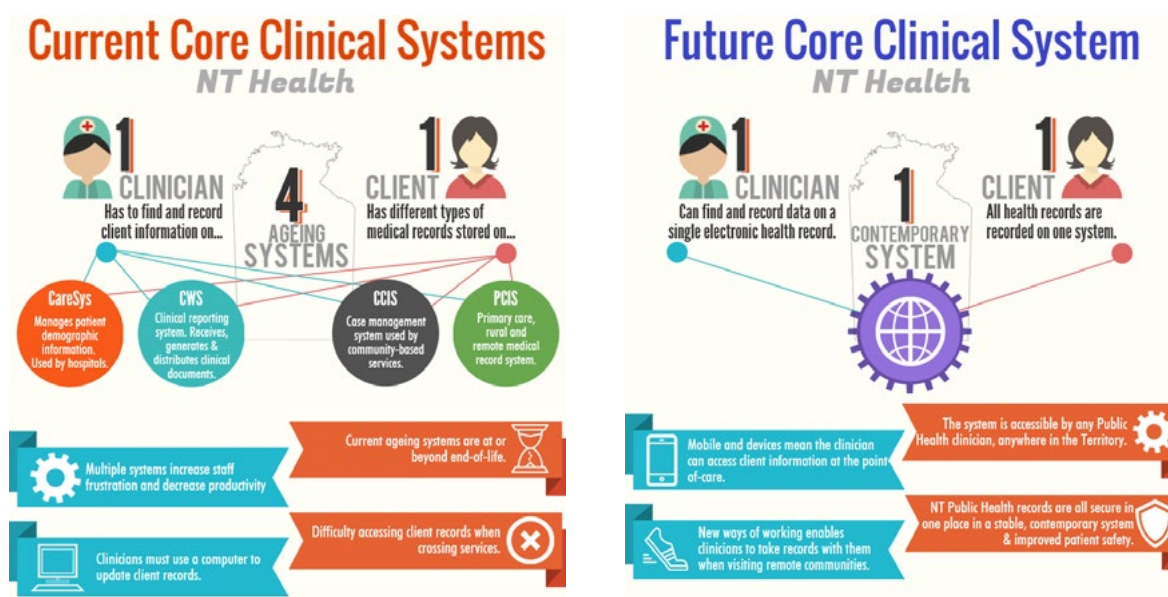 Current Core Clinical Systems
NT Health
1
CLINICIAN
Has to find and record
client information on...
4
AGEING
SYSTEMS
1
CLIENT
Has different types of
medical records stored on...
CareSys
Manages patient
demographic
information.
Used by hospitals.
CWS
Clinical reporting
system. Receives,
generates &
distributes clinical
documents.
CCIS
Case management
system used by
community-based
services.
PCIS
Primary care,
rural and
remote medical
record system.
Multiple systems increase staff
frustration and decrease productivity
Current ageing systems are at or
beyond end-of-life.
Clinicians must use a computer to
update client records.
Difficulty accessing client records when
crossing services.
Future Core Clinical System
NT Health
1
CLINICIAN
Can find and record data on a
single electronic health record.
1
CONTEMPORARY
SYSTEM
1
CLIENT
All health records are
recorded on one system.
Mobile and devices mean the clinician
can access client information at the point-
of-care.
The system is accessible by any Public
Health clinician, anywhere in the Territory.
New ways of working enables
clinicians to take records with them
when visiting remote communities.
NT Public Health records are all secure in
one place in a stable, contemporary system
& improved patient safety.